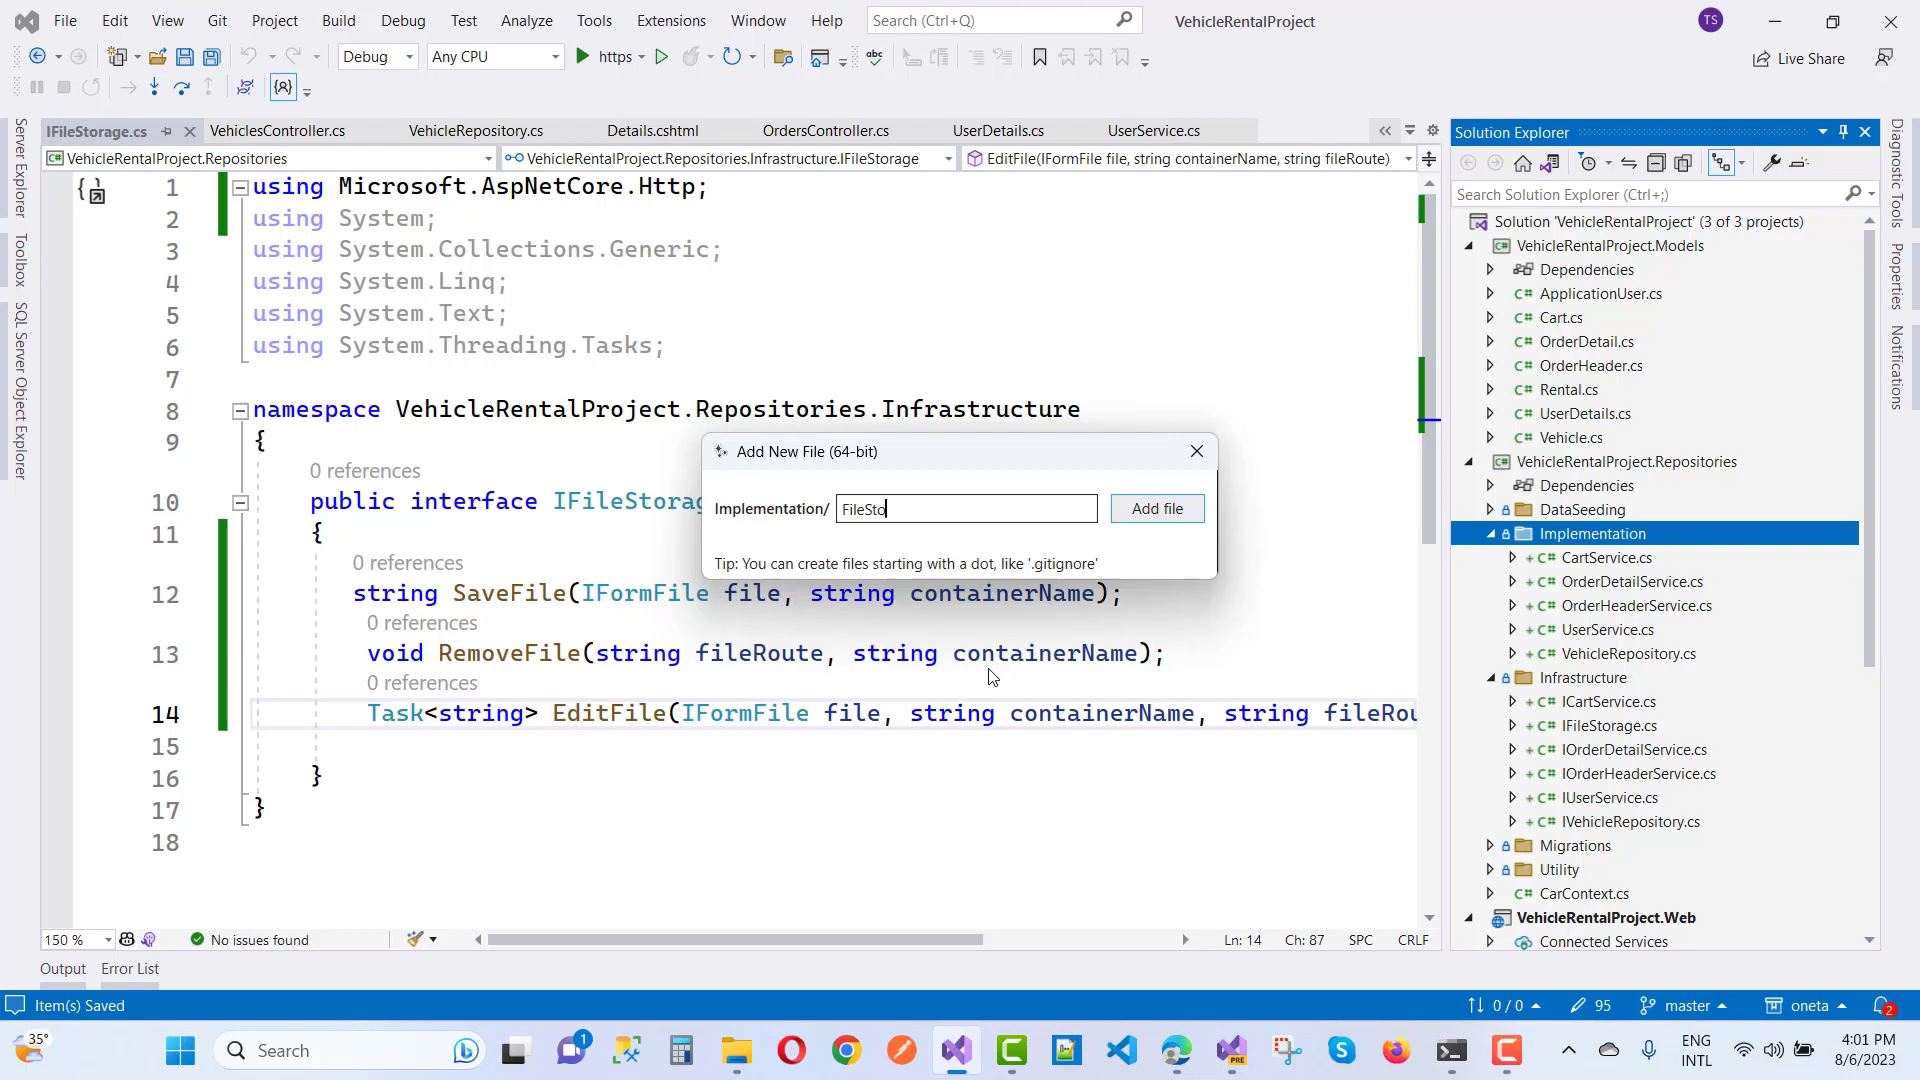 File Edit View Git Project Build Debug Test Analyze Tools Extensions Window Help Search (Ctrl+Q) VehicleRentalProject TS
Debug Any CPU https Live Share
IFileStorage.cs VehiclesController.cs VehicleRepository.cs Details.cshtml OrdersController.cs UserDetails.cs UserService.cs
VehicleRentalProject.Repositories VehicleRentalProject.Repositories.Infrastructure.IFileStorage EditFile(IFormFile file, string containerName, string fileRoute)
Server Explorer
Toolbox
SQL Server Object Explorer
1 using Microsoft.AspNetCore.Http;
2 using System;
3 using System.Collections.Generic;
4 using System.Linq;
5 using System.Text;
6 using System.Threading.Tasks;
7
8 namespace VehicleRentalProject.Repositories.Infrastructure
9 {
0 references
10 public interface IFileStorag
11 {
0 references
12 string SaveFile(IFormFile file, string containerName);
0 references
13 void RemoveFile(string fileRoute, string containerName);
0 references
14 Task<string> EditFile(IFormFile file, string containerName, string fileRou
15
16 }
17 }
18
Add New File (64-bit)
Implementation/ FileSto Add file
Tip: You can create files starting with a dot, like '.gitignore'
150 % No issues found Ln: 14 Ch: 87 SPC CRLF
Output Error List
Solution Explorer
Search Solution Explorer (Ctrl+;)
Solution 'VehicleRentalProject' (3 of 3 projects)
VehicleRentalProject.Models
Dependencies
ApplicationUser.cs
Cart.cs
OrderDetail.cs
OrderHeader.cs
Rental.cs
UserDetails.cs
Vehicle.cs
VehicleRentalProject.Repositories
Dependencies
DataSeeding
Implementation
CartService.cs
OrderDetailService.cs
OrderHeaderService.cs
UserService.cs
VehicleRepository.cs
Infrastructure
ICartService.cs
IFileStorage.cs
IOrderDetailService.cs
IOrderHeaderService.cs
IUserService.cs
IVehicleRepository.cs
Migrations
Utility
CarContext.cs
VehicleRentalProject.Web
Connected Services
Diagnostic Tools
Properties
Notifications
Item(s) Saved 0 / 0 95 master oneta 2
35° Search 1 PRE ENG INTL 4:01 PM 8/6/2023